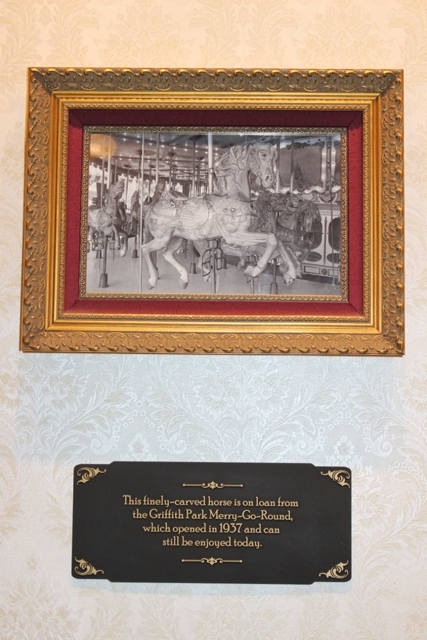 This finely-carved horse is on loan from
the Griffith Park Merry-Go-Round,
which opened in 1937 and can
still be enjoyed today.